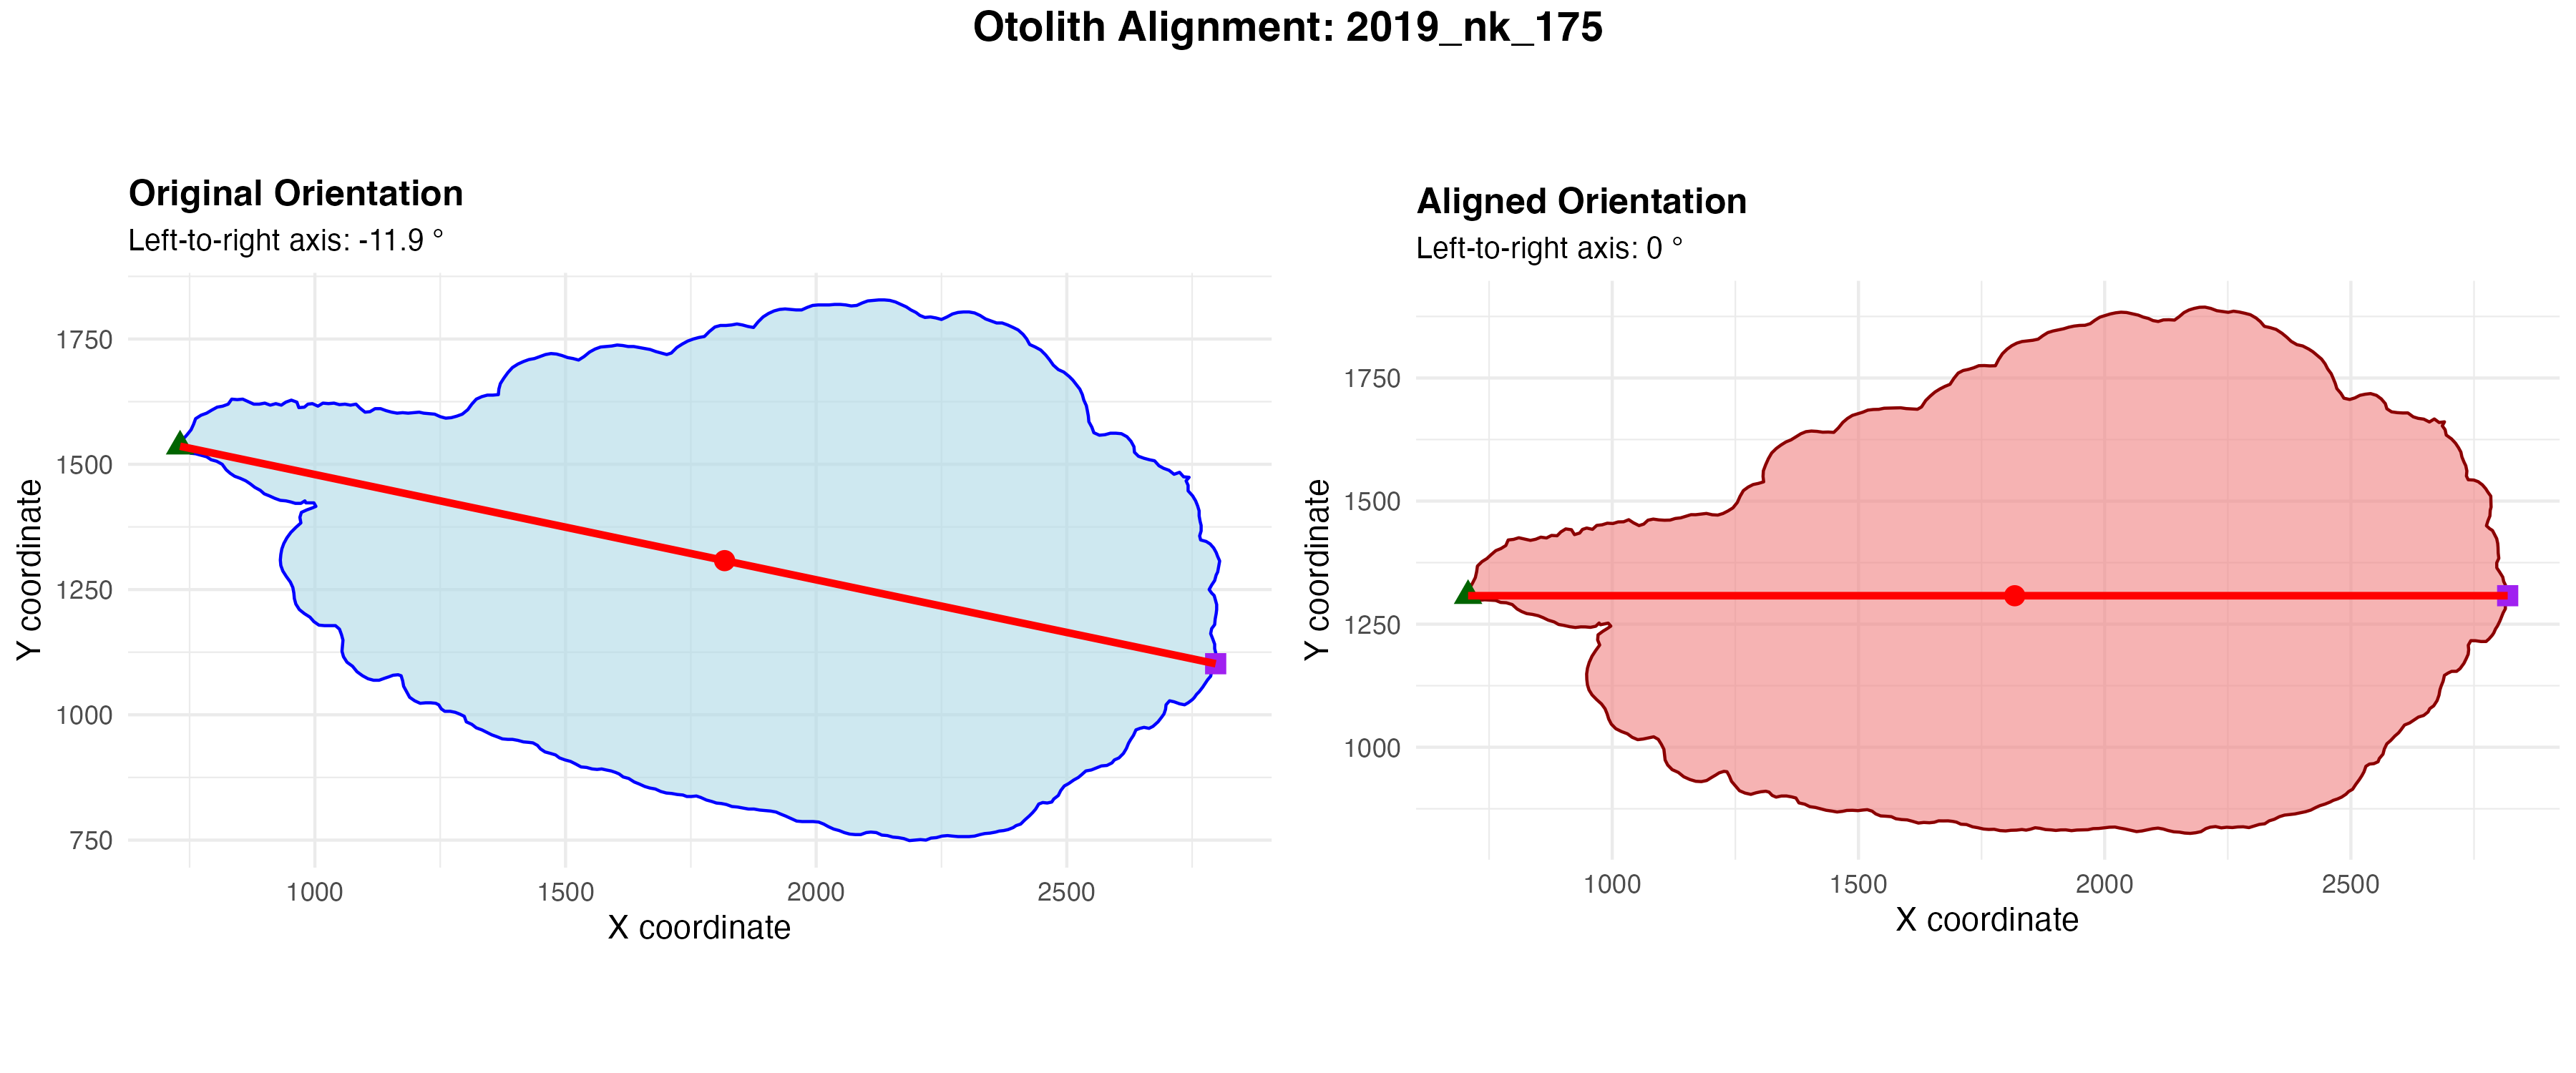 Otolith Alignment: 2019_nk_175
Original Orientation
Left-to-right axis: -11.9 °
1750
1500
1250
1000
750
Y coordinate
1000 1500 2000 2500
X coordinate
Aligned Orientation
Left-to-right axis: 0 °
1750
1500
1250
1000
Y coordinate
1000 1500 2000 2500
X coordinate